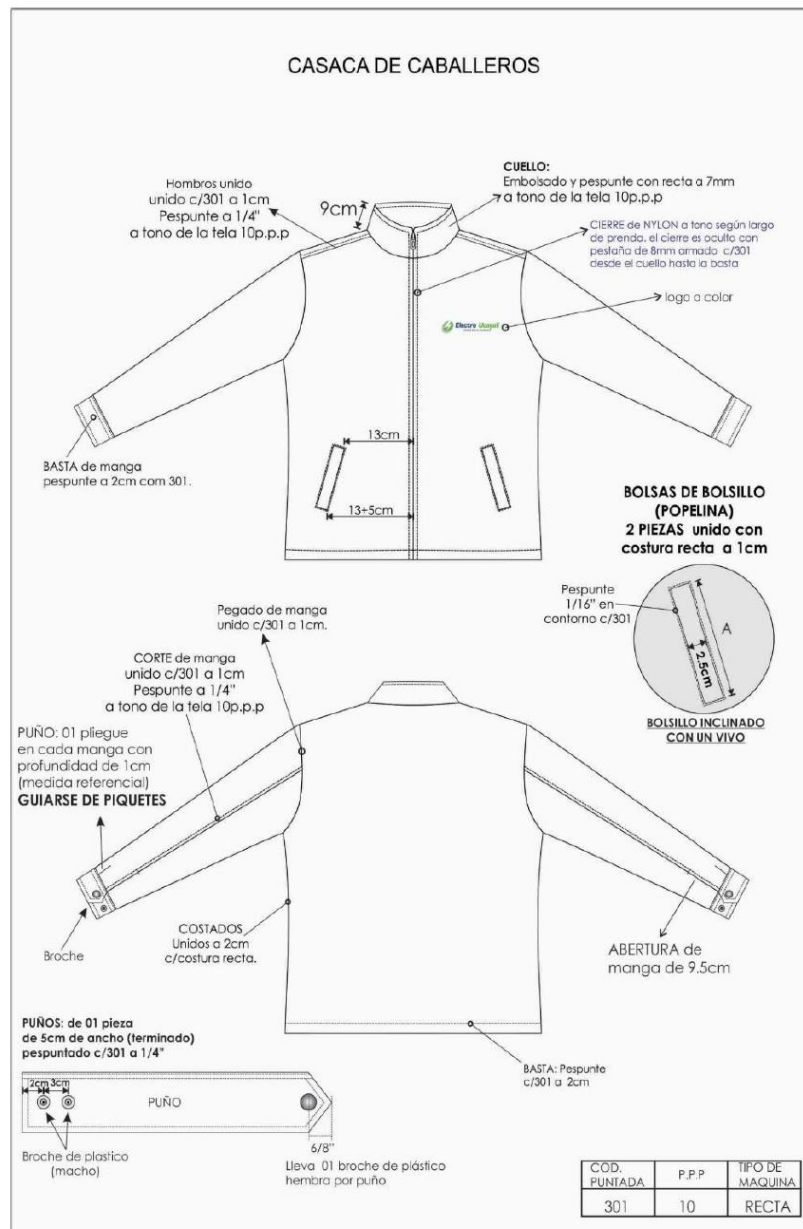 CASACA DE CABALLEROS
Hombros unido
unido c/301 a 1cm
Pespunte a 1/4"
a tono de la tela 10p.p.p
9cm
CUELLO:
Embolsado y pespunte con recta a 7mm
a tono de la tela 10p.p.p
CIERRE de NYLON a tono según largo
de prenda, el cierre es oculto con
pestaña de 8mm armado c/301
desde el cuello hasta la basta
logo a color
Electro Ucayali
BASTA de manga
pespunte a 2cm com 301.
13cm
13+5cm
BOLSAS DE BOLSILLO
(POPELINA)
2 PIEZAS unido con
costura recta a 1cm
Pespunte
1/16" en
contorno c/301
A
2.5cm
BOLSILLO INCLINADO
CON UN VIVO
Pegado de manga
unido c/301 a 1cm.
CORTE de manga
unido c/301 a 1cm
Pespunte a 1/4"
a tono de la tela 10p.p.p
PUÑO: 01 pliegue
en cada manga con
profundidad de 1cm
(medida referencial)
GUIARSE DE PIQUETES
Broche
COSTADOS
Unidos a 2cm
c/costura recta.
ABERTURA de
manga de 9.5cm
BASTA: Pespunte
c/301 a 2cm
PUÑOS: de 01 pieza
de 5cm de ancho (terminado)
pespuntado c/301 a 1/4"
2cm 3cm
PUÑO
Broche de plastico
(macho)
6/8"
Lleva 01 broche de plástico
hembra por puño
COD. PUNTADA P.P.P TIPO DE MAQUINA
301 10 RECTA